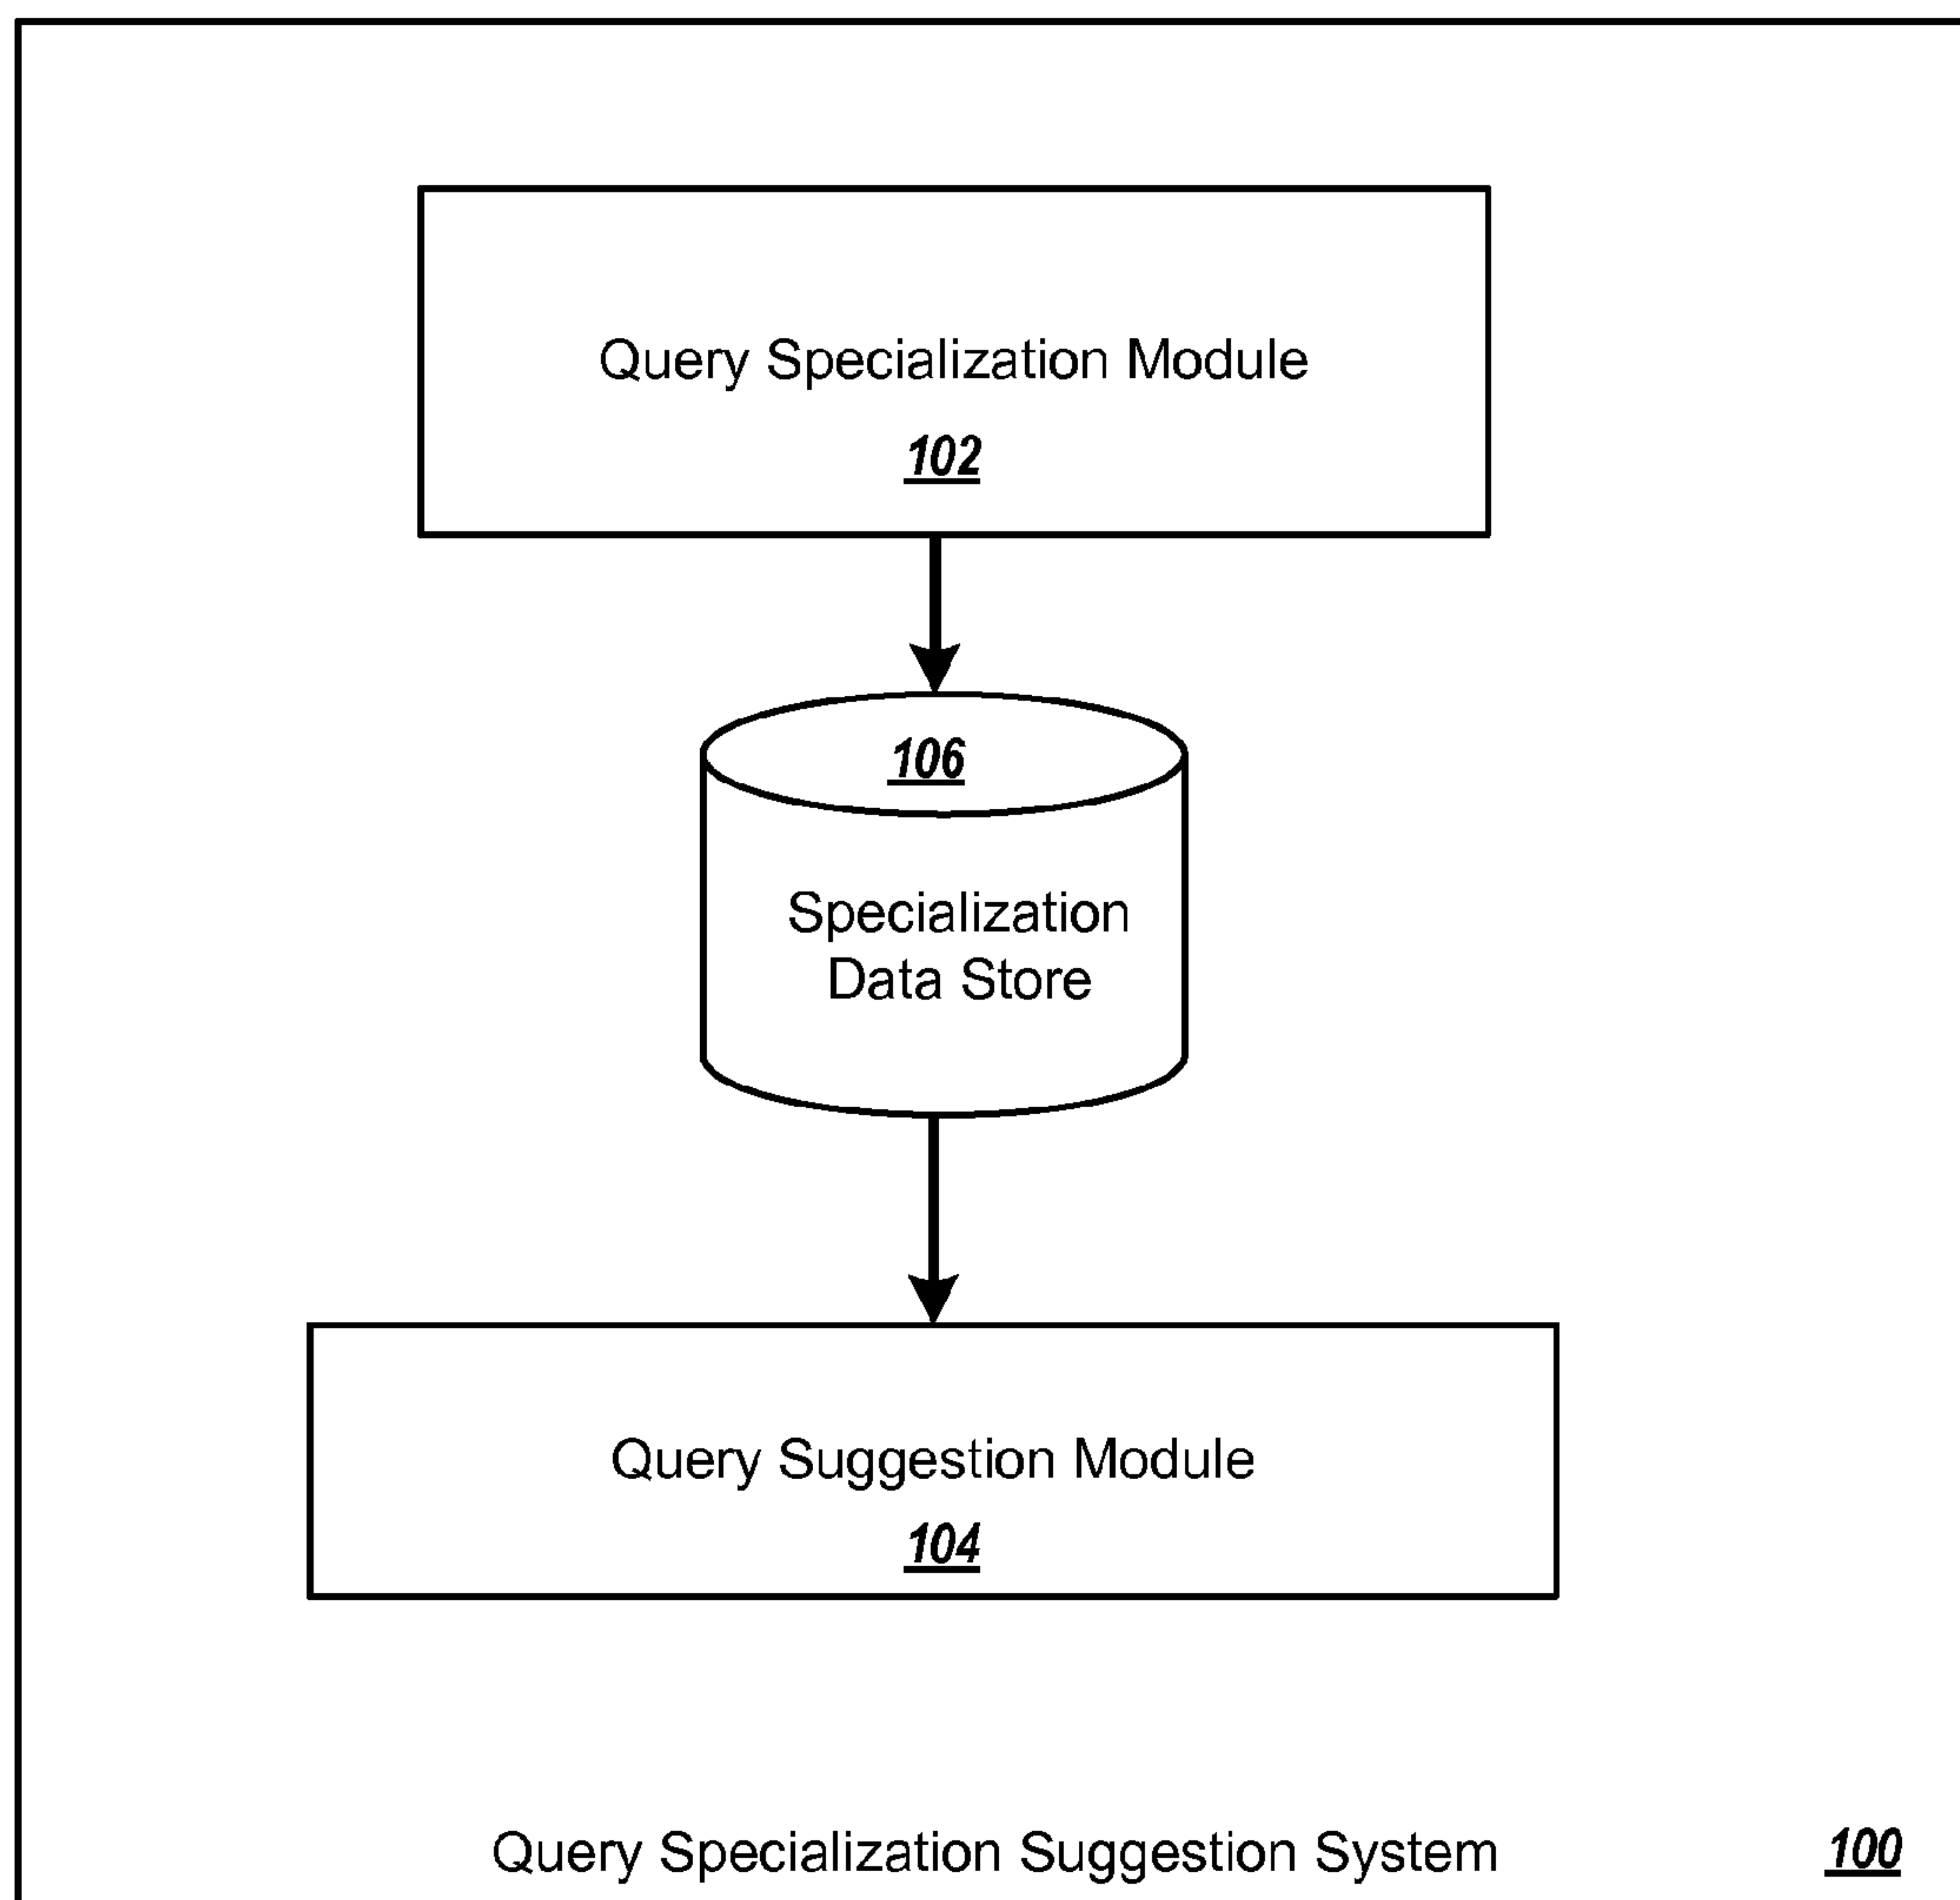 Query Specialization Module
102
106
Specialization
Data Store
Query Suggestion Module
104
Query Specialization Suggestion System 100